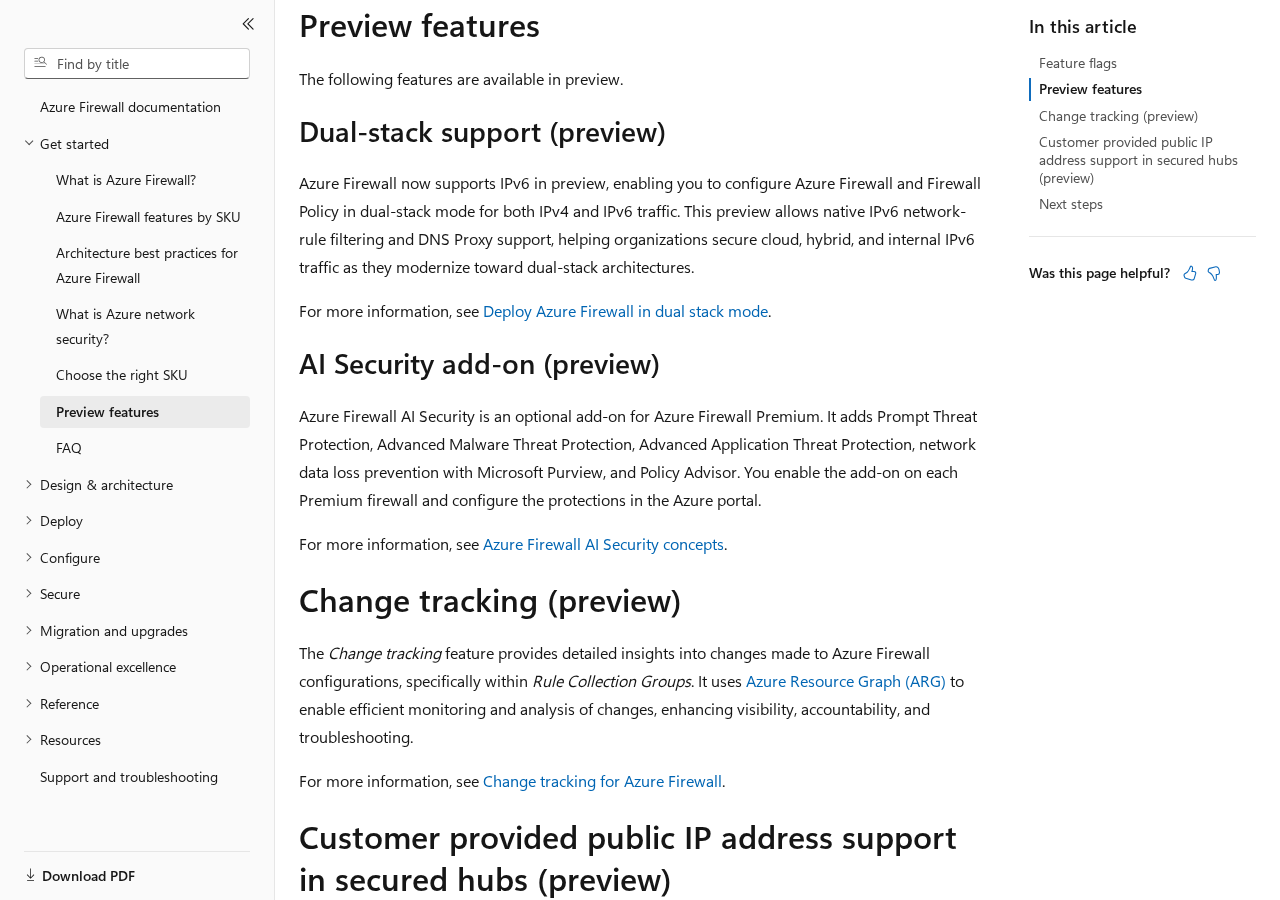 Find by title
Azure Firewall documentation
Get started
What is Azure Firewall?
Azure Firewall features by SKU
Architecture best practices for
Azure Firewall
What is Azure network
security?
Choose the right SKU
Preview features
FAQ
Design & architecture
Deploy
Configure
Secure
Migration and upgrades
Operational excellence
Reference
Resources
Support and troubleshooting
Download PDF
Preview features
The following features are available in preview.
Dual-stack support (preview)
Azure Firewall now supports IPv6 in preview, enabling you to configure Azure Firewall and Firewall
Policy in dual-stack mode for both IPv4 and IPv6 traffic. This preview allows native IPv6 network-
rule filtering and DNS Proxy support, helping organizations secure cloud, hybrid, and internal IPv6
traffic as they modernize toward dual-stack architectures.
For more information, see Deploy Azure Firewall in dual stack mode.
AI Security add-on (preview)
Azure Firewall AI Security is an optional add-on for Azure Firewall Premium. It adds Prompt Threat
Protection, Advanced Malware Threat Protection, Advanced Application Threat Protection, network
data loss prevention with Microsoft Purview, and Policy Advisor. You enable the add-on on each
Premium firewall and configure the protections in the Azure portal.
For more information, see Azure Firewall AI Security concepts.
Change tracking (preview)
The Change tracking feature provides detailed insights into changes made to Azure Firewall
configurations, specifically within Rule Collection Groups. It uses Azure Resource Graph (ARG) to
enable efficient monitoring and analysis of changes, enhancing visibility, accountability, and
troubleshooting.
For more information, see Change tracking for Azure Firewall.
Customer provided public IP address support
in secured hubs (preview)
In this article
Feature flags
Preview features
Change tracking (preview)
Customer provided public IP
address support in secured hubs
(preview)
Next steps
Was this page helpful?